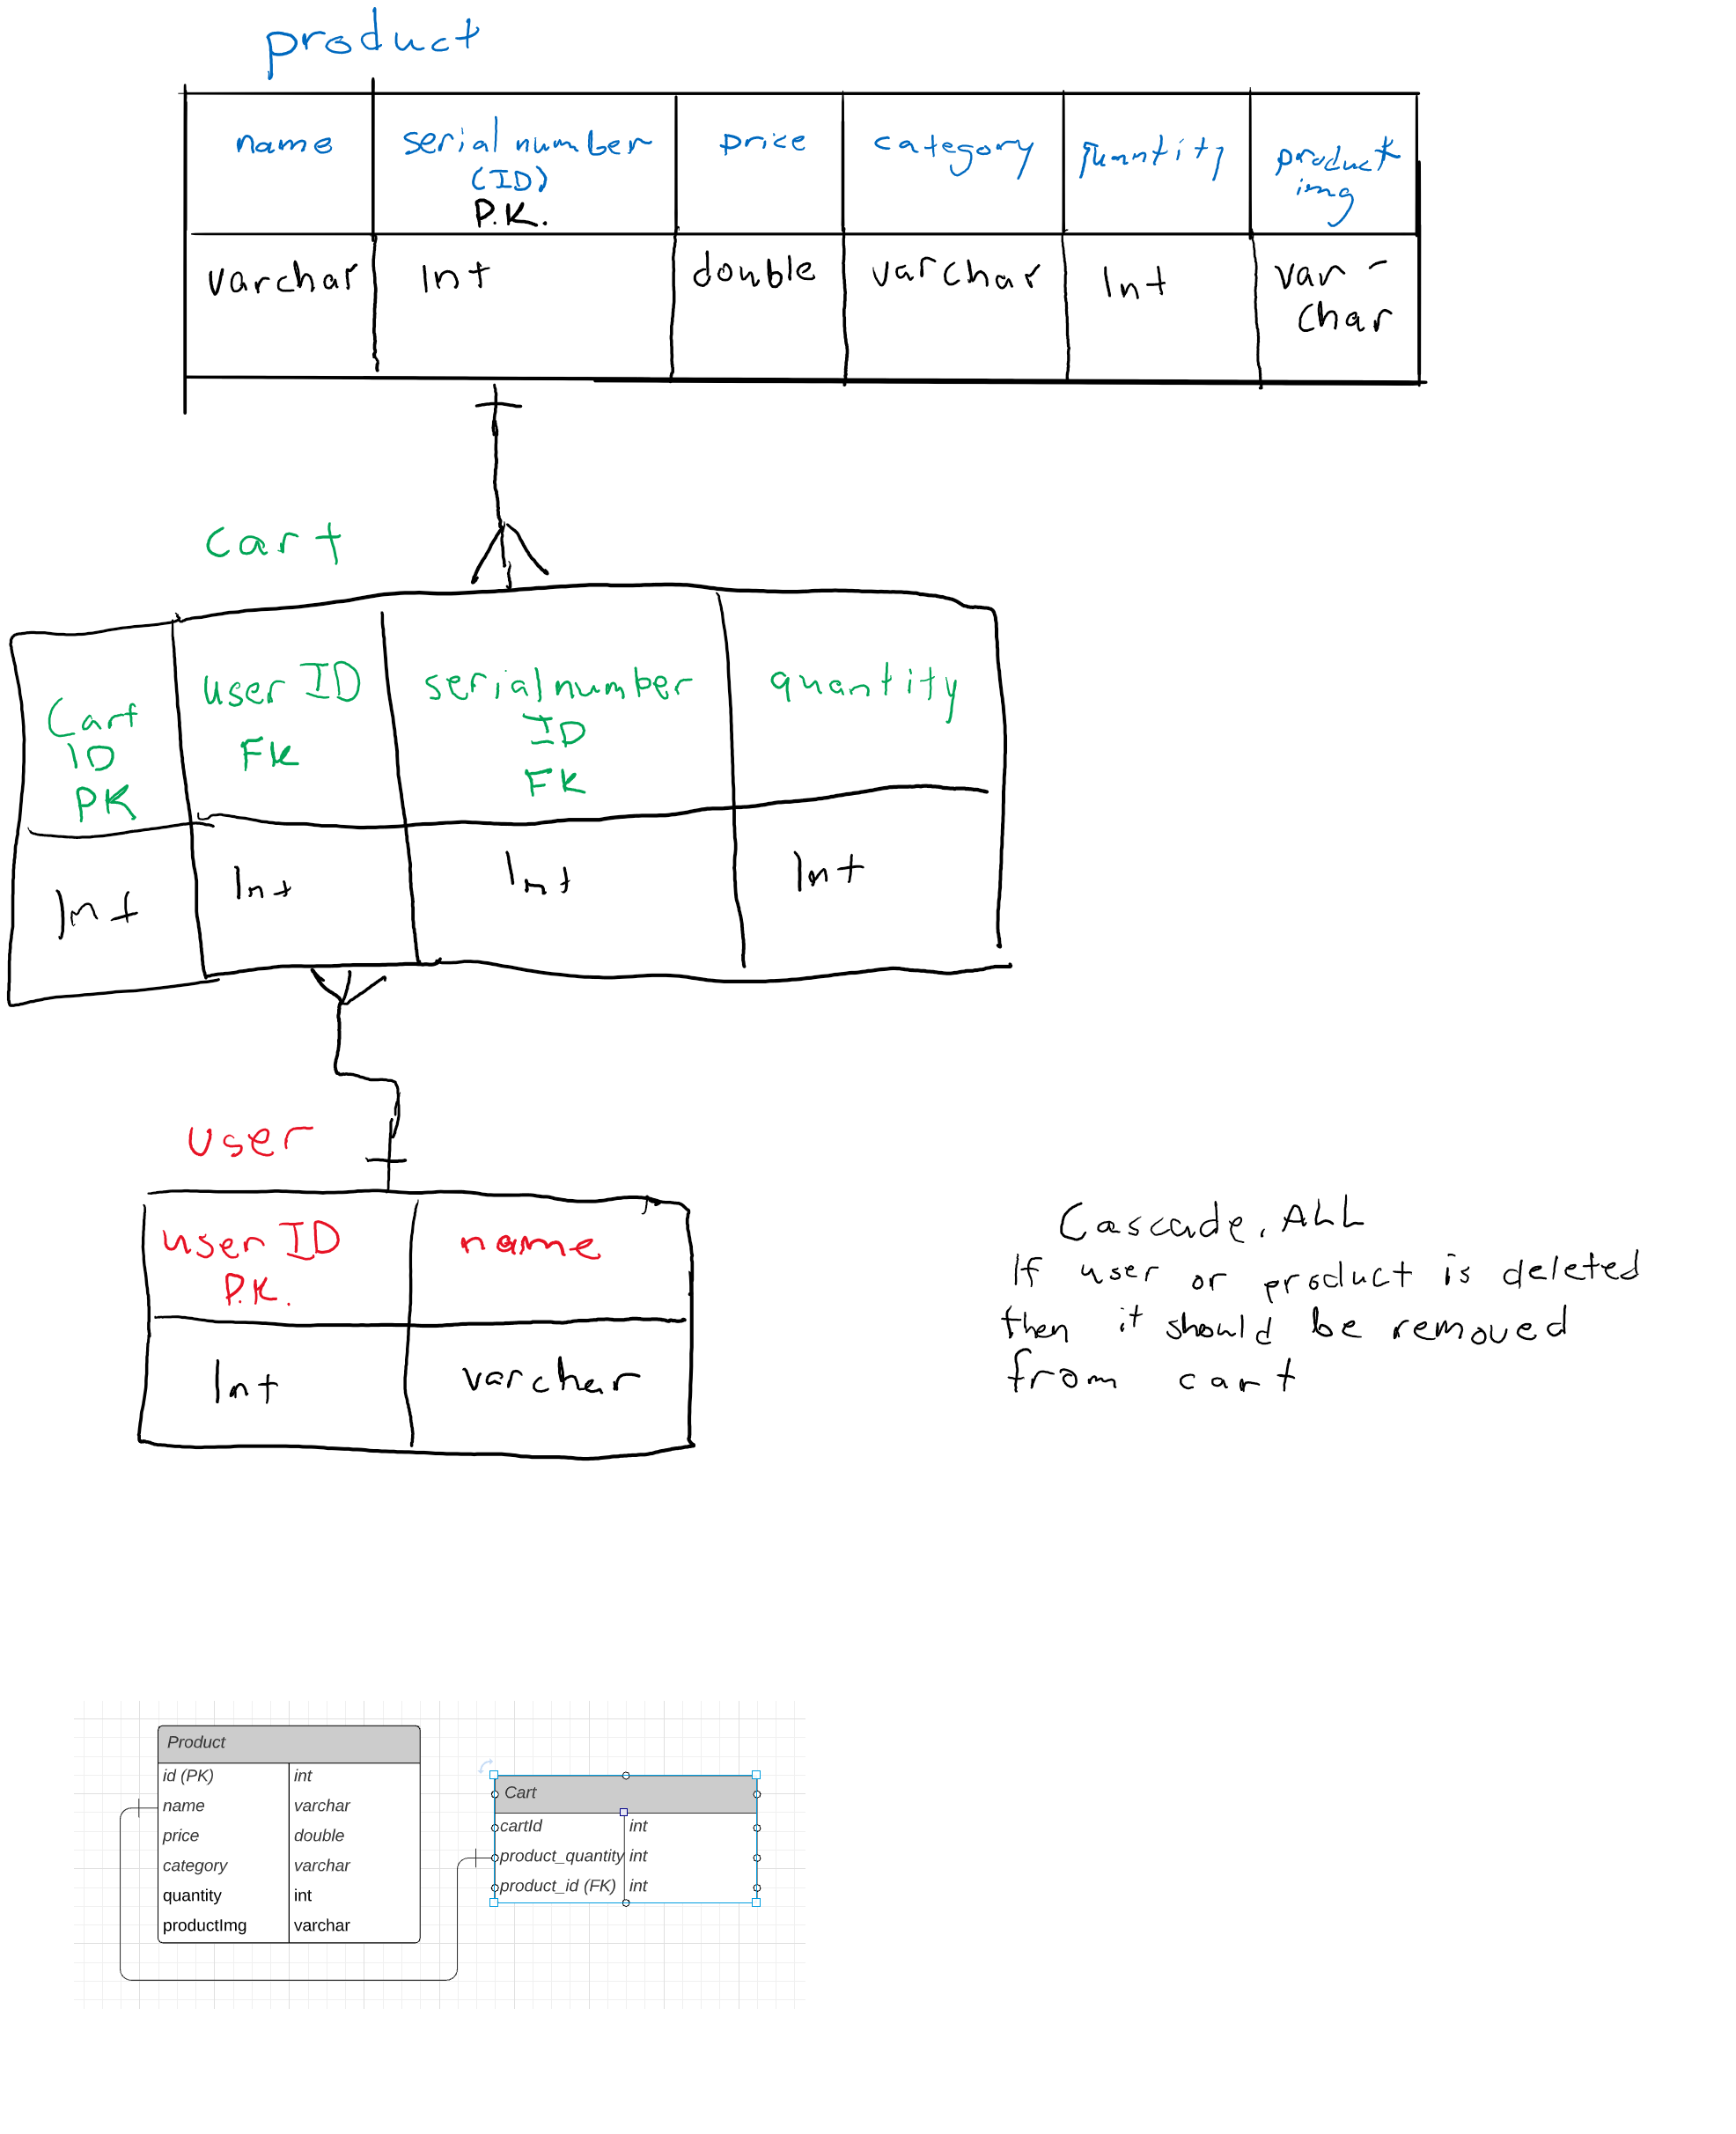 product
name
serial number
(ID)
P.K.
price
category
quantity
product
img
varchar
Int
double
varchar
Int
var-
char
cart
Cart
ID
PK
user ID
FK
serial number
ID
FK
quantity
Int
Int
Int
Int
user
user ID
P.K.
name
Int
varchar
Cascade.ALL
If user or product is deleted
then it should be removed
from cart
Product
id (PK) int
name varchar
price double
category varchar
quantity int
productImg varchar
Cart
cartId int
product_quantity int
product_id (FK) int